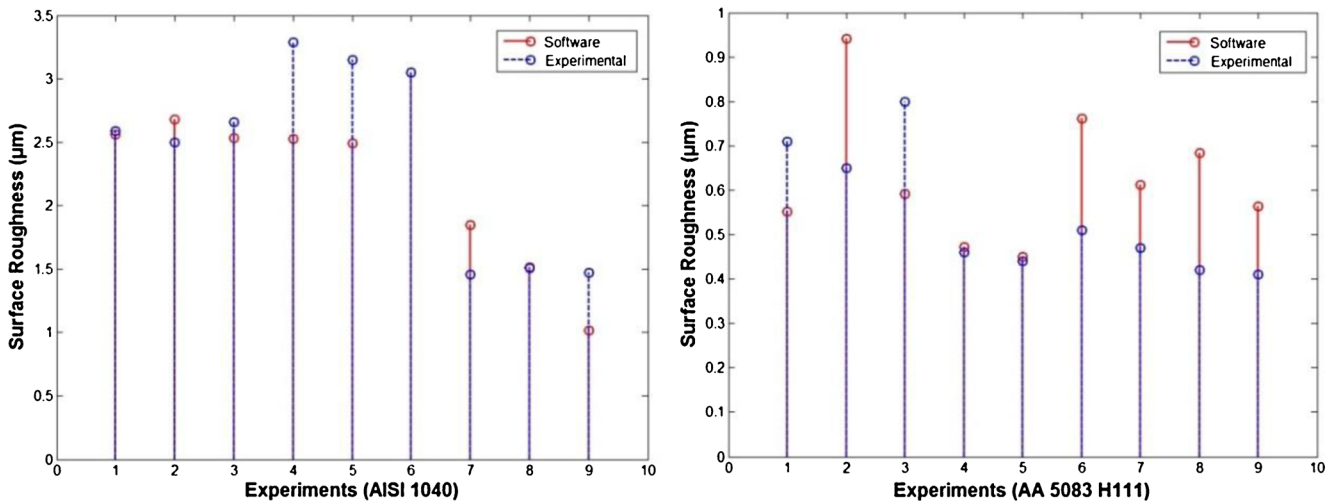 3.5
3
2.5
2
1.5
1
0.5
0
Surface Roughness (µm)
Software
Experimental
0 1 2 3 4 5 6 7 8 9 10
Experiments (AISI 1040)
1
0.9
0.8
0.7
0.6
0.5
0.4
0.3
0.2
0.1
0
Surface Roughness (µm)
Software
Experimental
0 1 2 3 4 5 6 7 8 9 10
Experiments (AA 5083 H111)